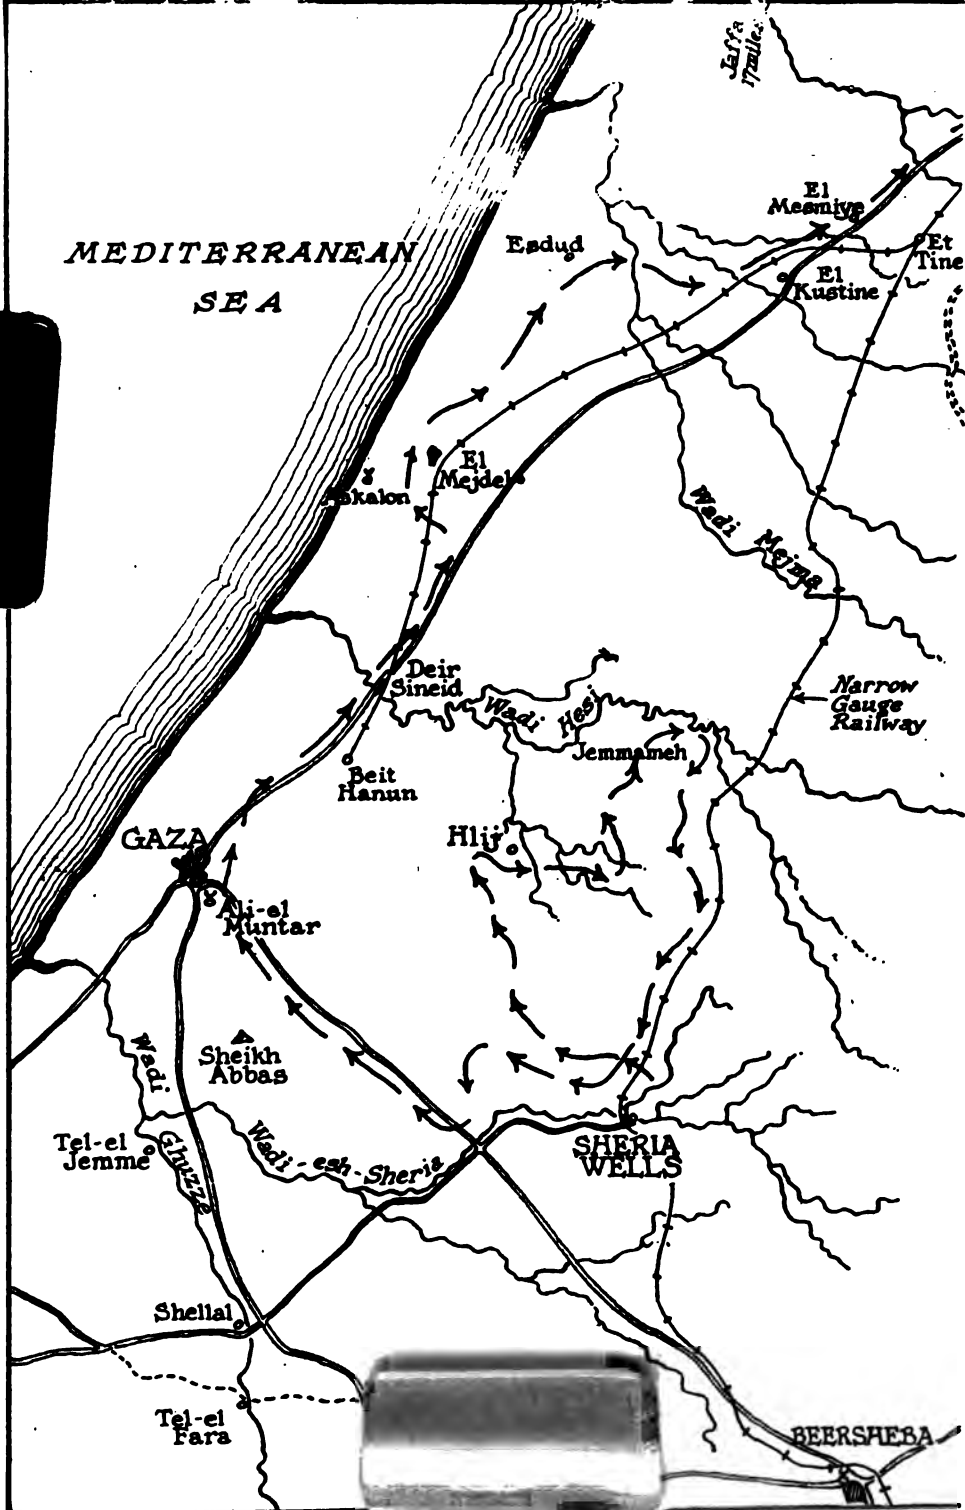 Jaffa
17 miles
El
Mesmiye
MEDITERRANEAN
SEA
Esdud
Et
Tine
El
Kustine
El
Mejdel
Askalon
Wadi Mejma
Deir
Sineid
Wadi Hesi
Narrow
Gauge
Railway
Jemmameh
Beit
Hanun
GAZA
Hlij
Ali-el
Muntar
Sheikh
Abbas
Wadi Ghuzze
Tel-el
Jemme
Wadi-esh-Sheria
SHERIA
WELLS
Shellal
Tel-el
Fara
BEERSHEBA